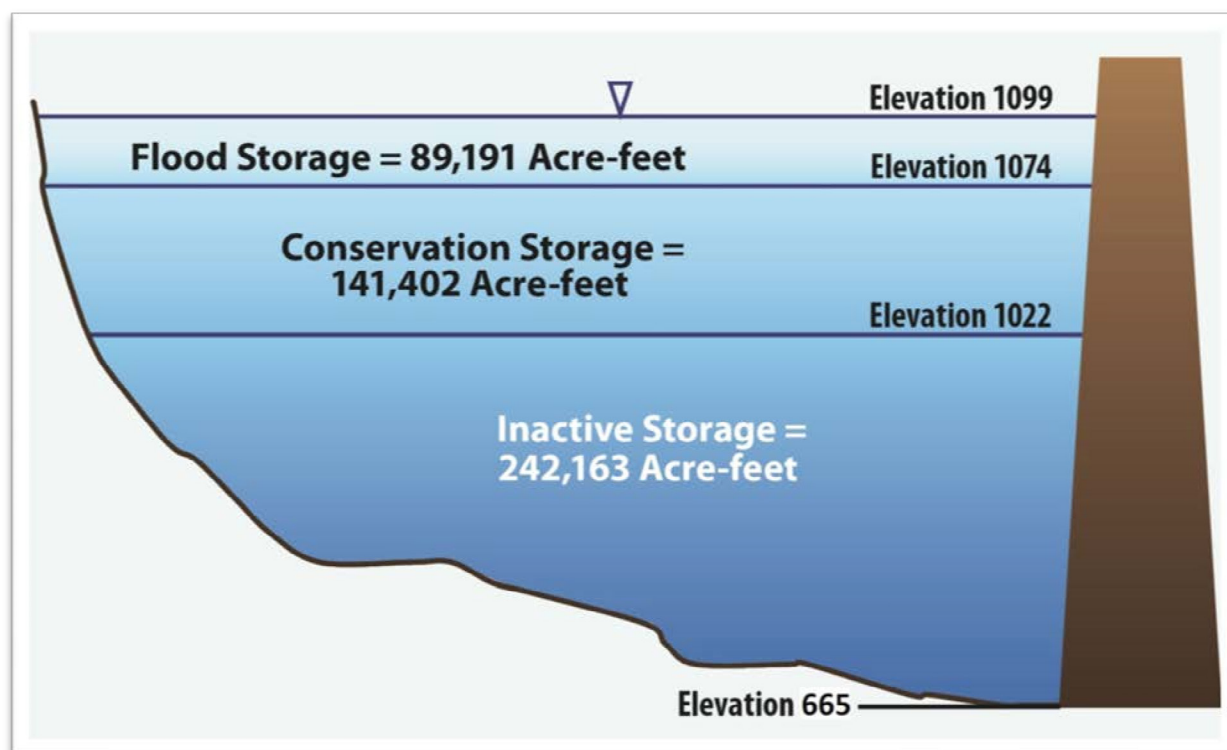 Elevation 1099
Flood Storage = 89,191 Acre-feet
Elevation 1074
Conservation Storage =
141,402 Acre-feet
Elevation 1022
Inactive Storage =
242,163 Acre-feet
Elevation 665